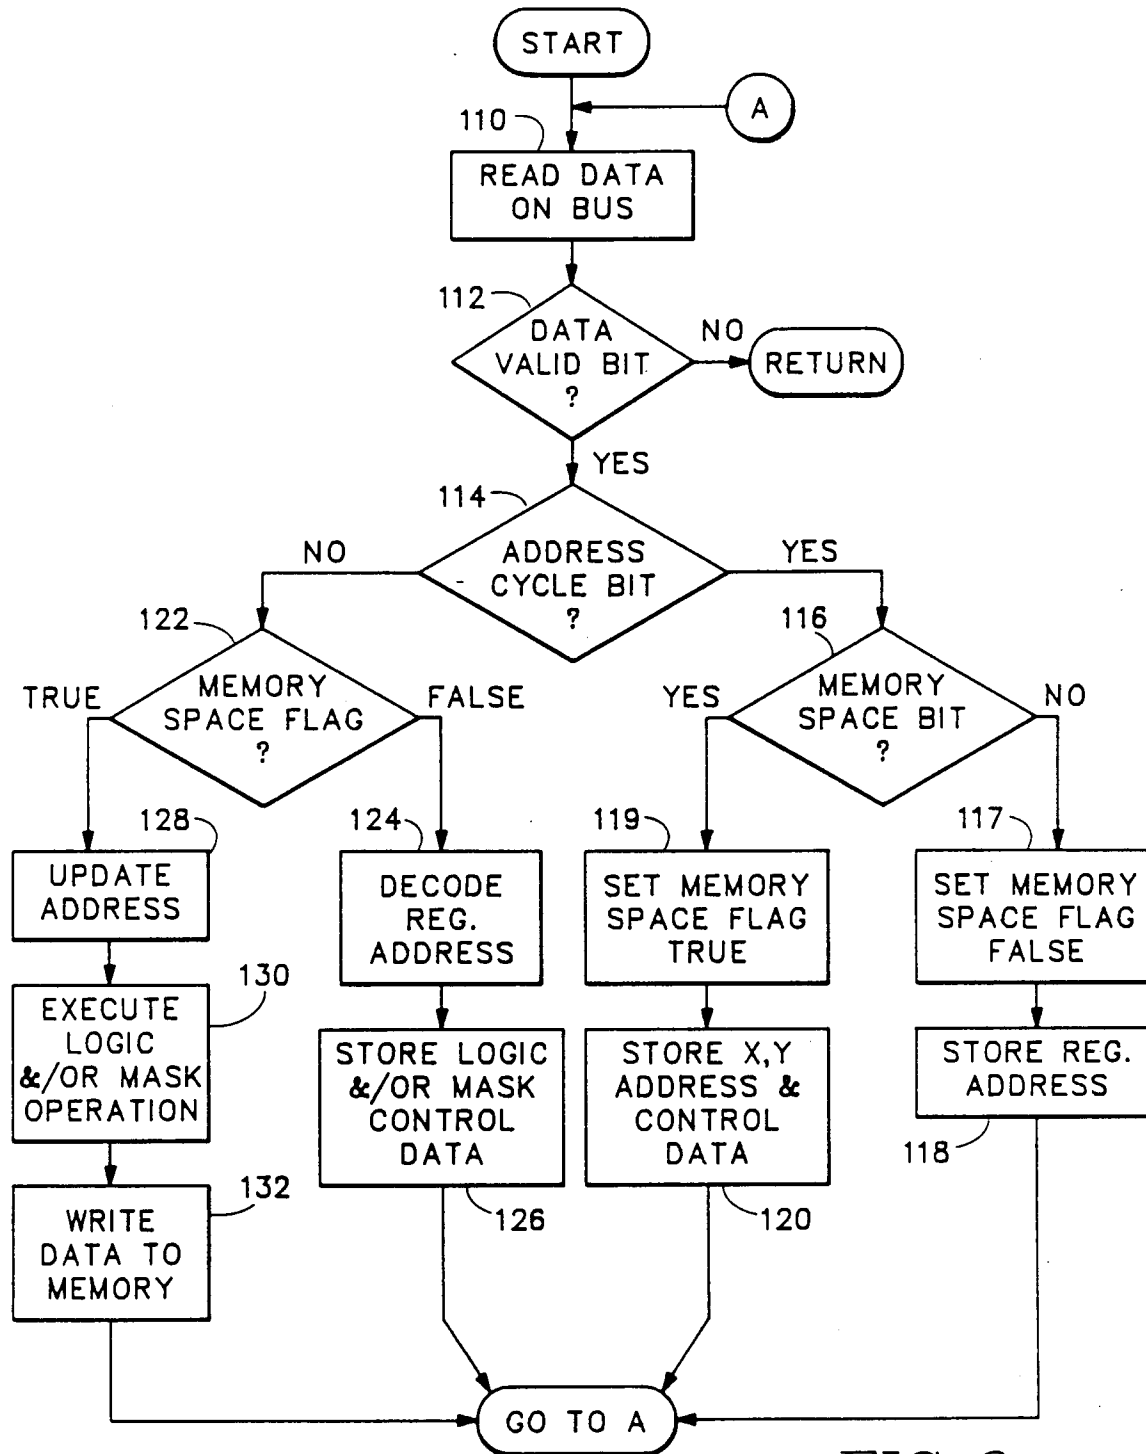 START
A
110
READ DATA
ON BUS
112
DATA
VALID BIT
?
NO
RETURN
YES
114
ADDRESS
CYCLE BIT
?
NO
YES
122
MEMORY
SPACE FLAG
?
TRUE
FALSE
116
MEMORY
SPACE BIT
?
YES
NO
128
UPDATE
ADDRESS
124
DECODE
REG.
ADDRESS
119
SET MEMORY
SPACE FLAG
TRUE
117
SET MEMORY
SPACE FLAG
FALSE
130
EXECUTE
LOGIC
&/OR MASK
OPERATION
STORE LOGIC
&/OR MASK
CONTROL
DATA
126
STORE X,Y
ADDRESS &
CONTROL
DATA
120
STORE REG.
ADDRESS
118
132
WRITE
DATA TO
MEMORY
GO TO A